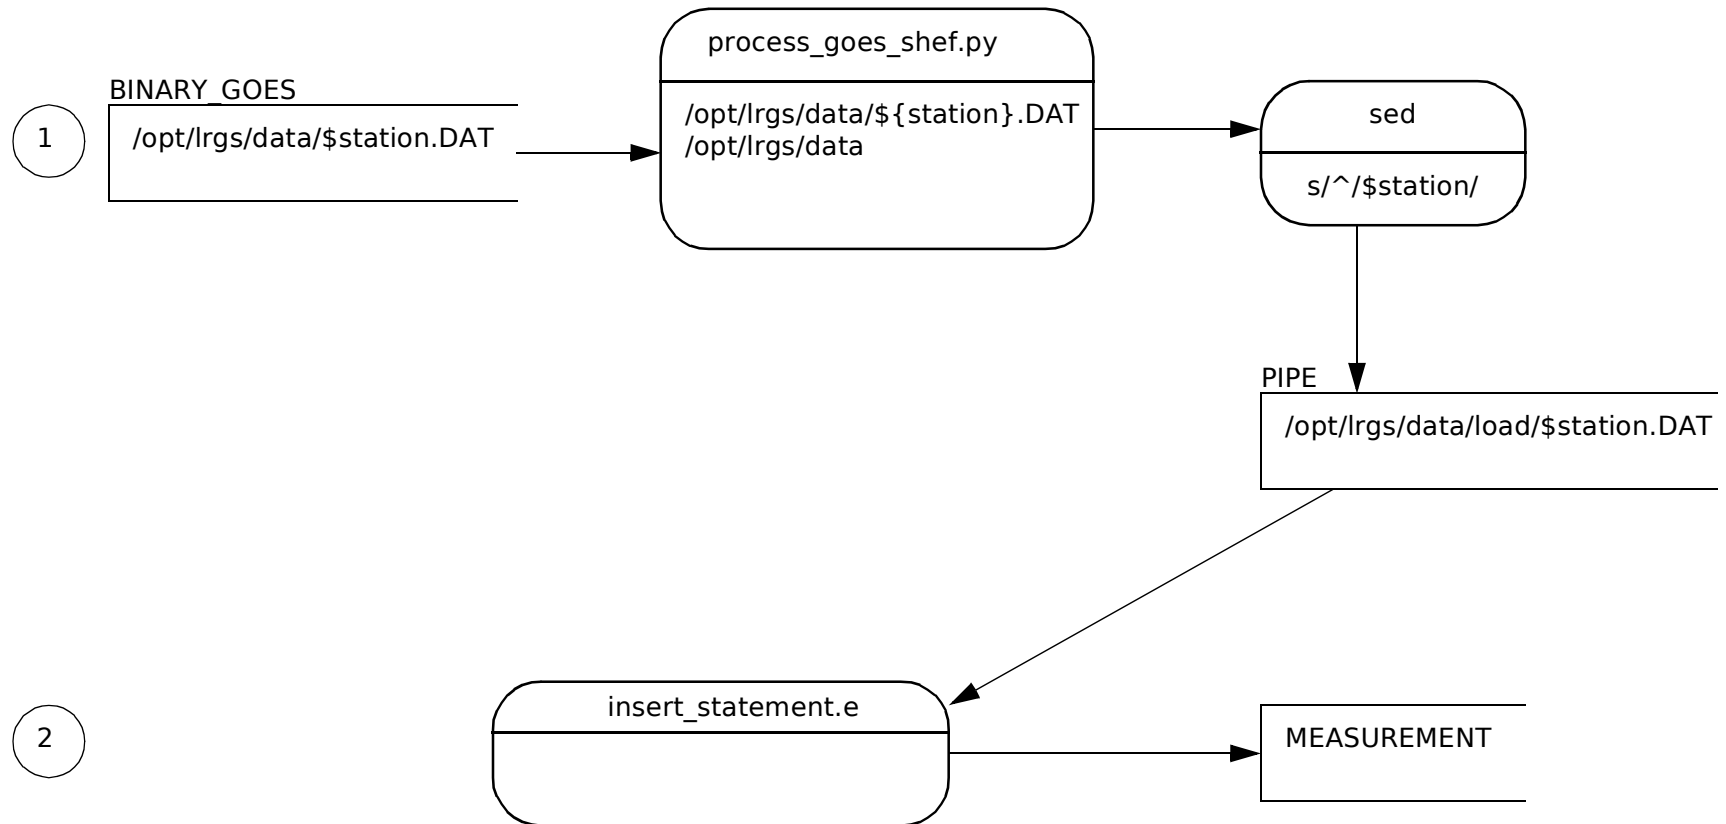 process_goes_shef.py
BINARY_GOES
/opt/lrgs/data/${station}.DAT
/opt/lrgs/data
1
/opt/lrgs/data/$station.DAT
sed
s/^/$station/
PIPE
/opt/lrgs/data/load/$station.DAT
2
insert_statement.e
MEASUREMENT